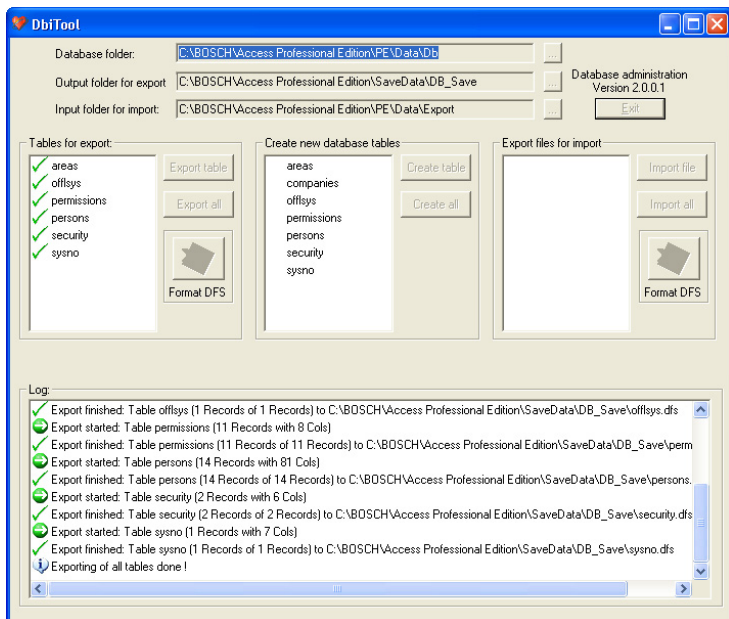 DbiTool
Database folder:
C:\BOSCH\Access Professional Edition\PE\Data\Db
...
Output folder for export
C:\BOSCH\Access Professional Edition\SaveData\DB_Save
...
Database administration
Version 2.0.0.1
Input folder for import:
C:\BOSCH\Access Professional Edition\PE\Data\Export
...
Exit
Tables for export:
areas
offlsys
permissions
persons
security
sysno
Export table
Export all
Format DFS
Create new database tables
areas
companies
offlsys
permissions
persons
security
sysno
Create table
Create all
Export files for import
Import file
Import all
Format DFS
Log:
Export finished: Table offlsys (1 Records of 1 Records) to C:\BOSCH\Access Professional Edition\SaveData\DB_Save\offlsys.dfs
Export started: Table permissions (11 Records with 8 Cols)
Export finished: Table permissions (11 Records of 11 Records) to C:\BOSCH\Access Professional Edition\SaveData\DB_Save\perm
Export started: Table persons (14 Records with 81 Cols)
Export finished: Table persons (14 Records of 14 Records) to C:\BOSCH\Access Professional Edition\SaveData\DB_Save\persons.
Export started: Table security (2 Records with 6 Cols)
Export finished: Table security (2 Records of 2 Records) to C:\BOSCH\Access Professional Edition\SaveData\DB_Save\security.dfs
Export started: Table sysno (1 Records with 7 Cols)
Export finished: Table sysno (1 Records of 1 Records) to C:\BOSCH\Access Professional Edition\SaveData\DB_Save\sysno.dfs
Exporting of all tables done !